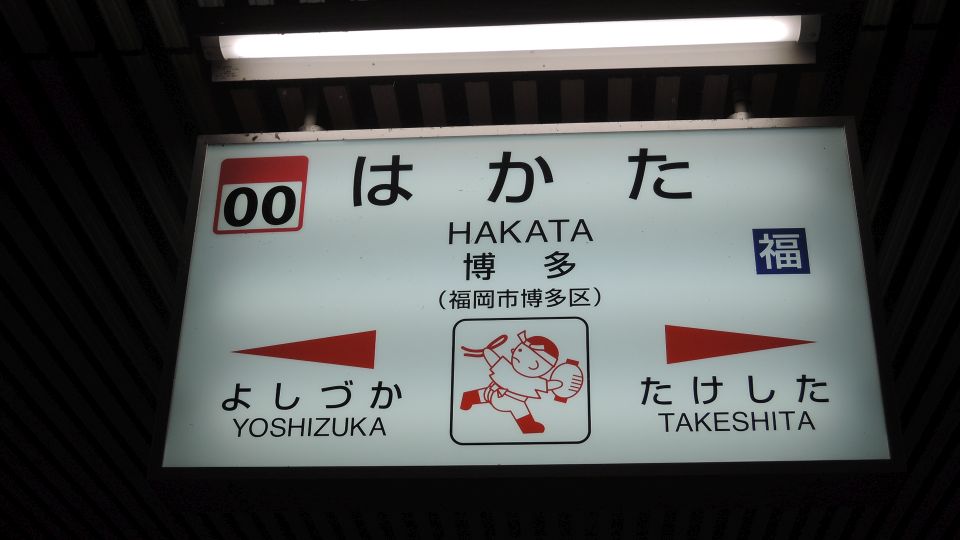 00
は か た
HAKATA
博 多
(福岡市博多区)
福
よ し づ か
YOSHIZUKA
た け し た
TAKESHITA